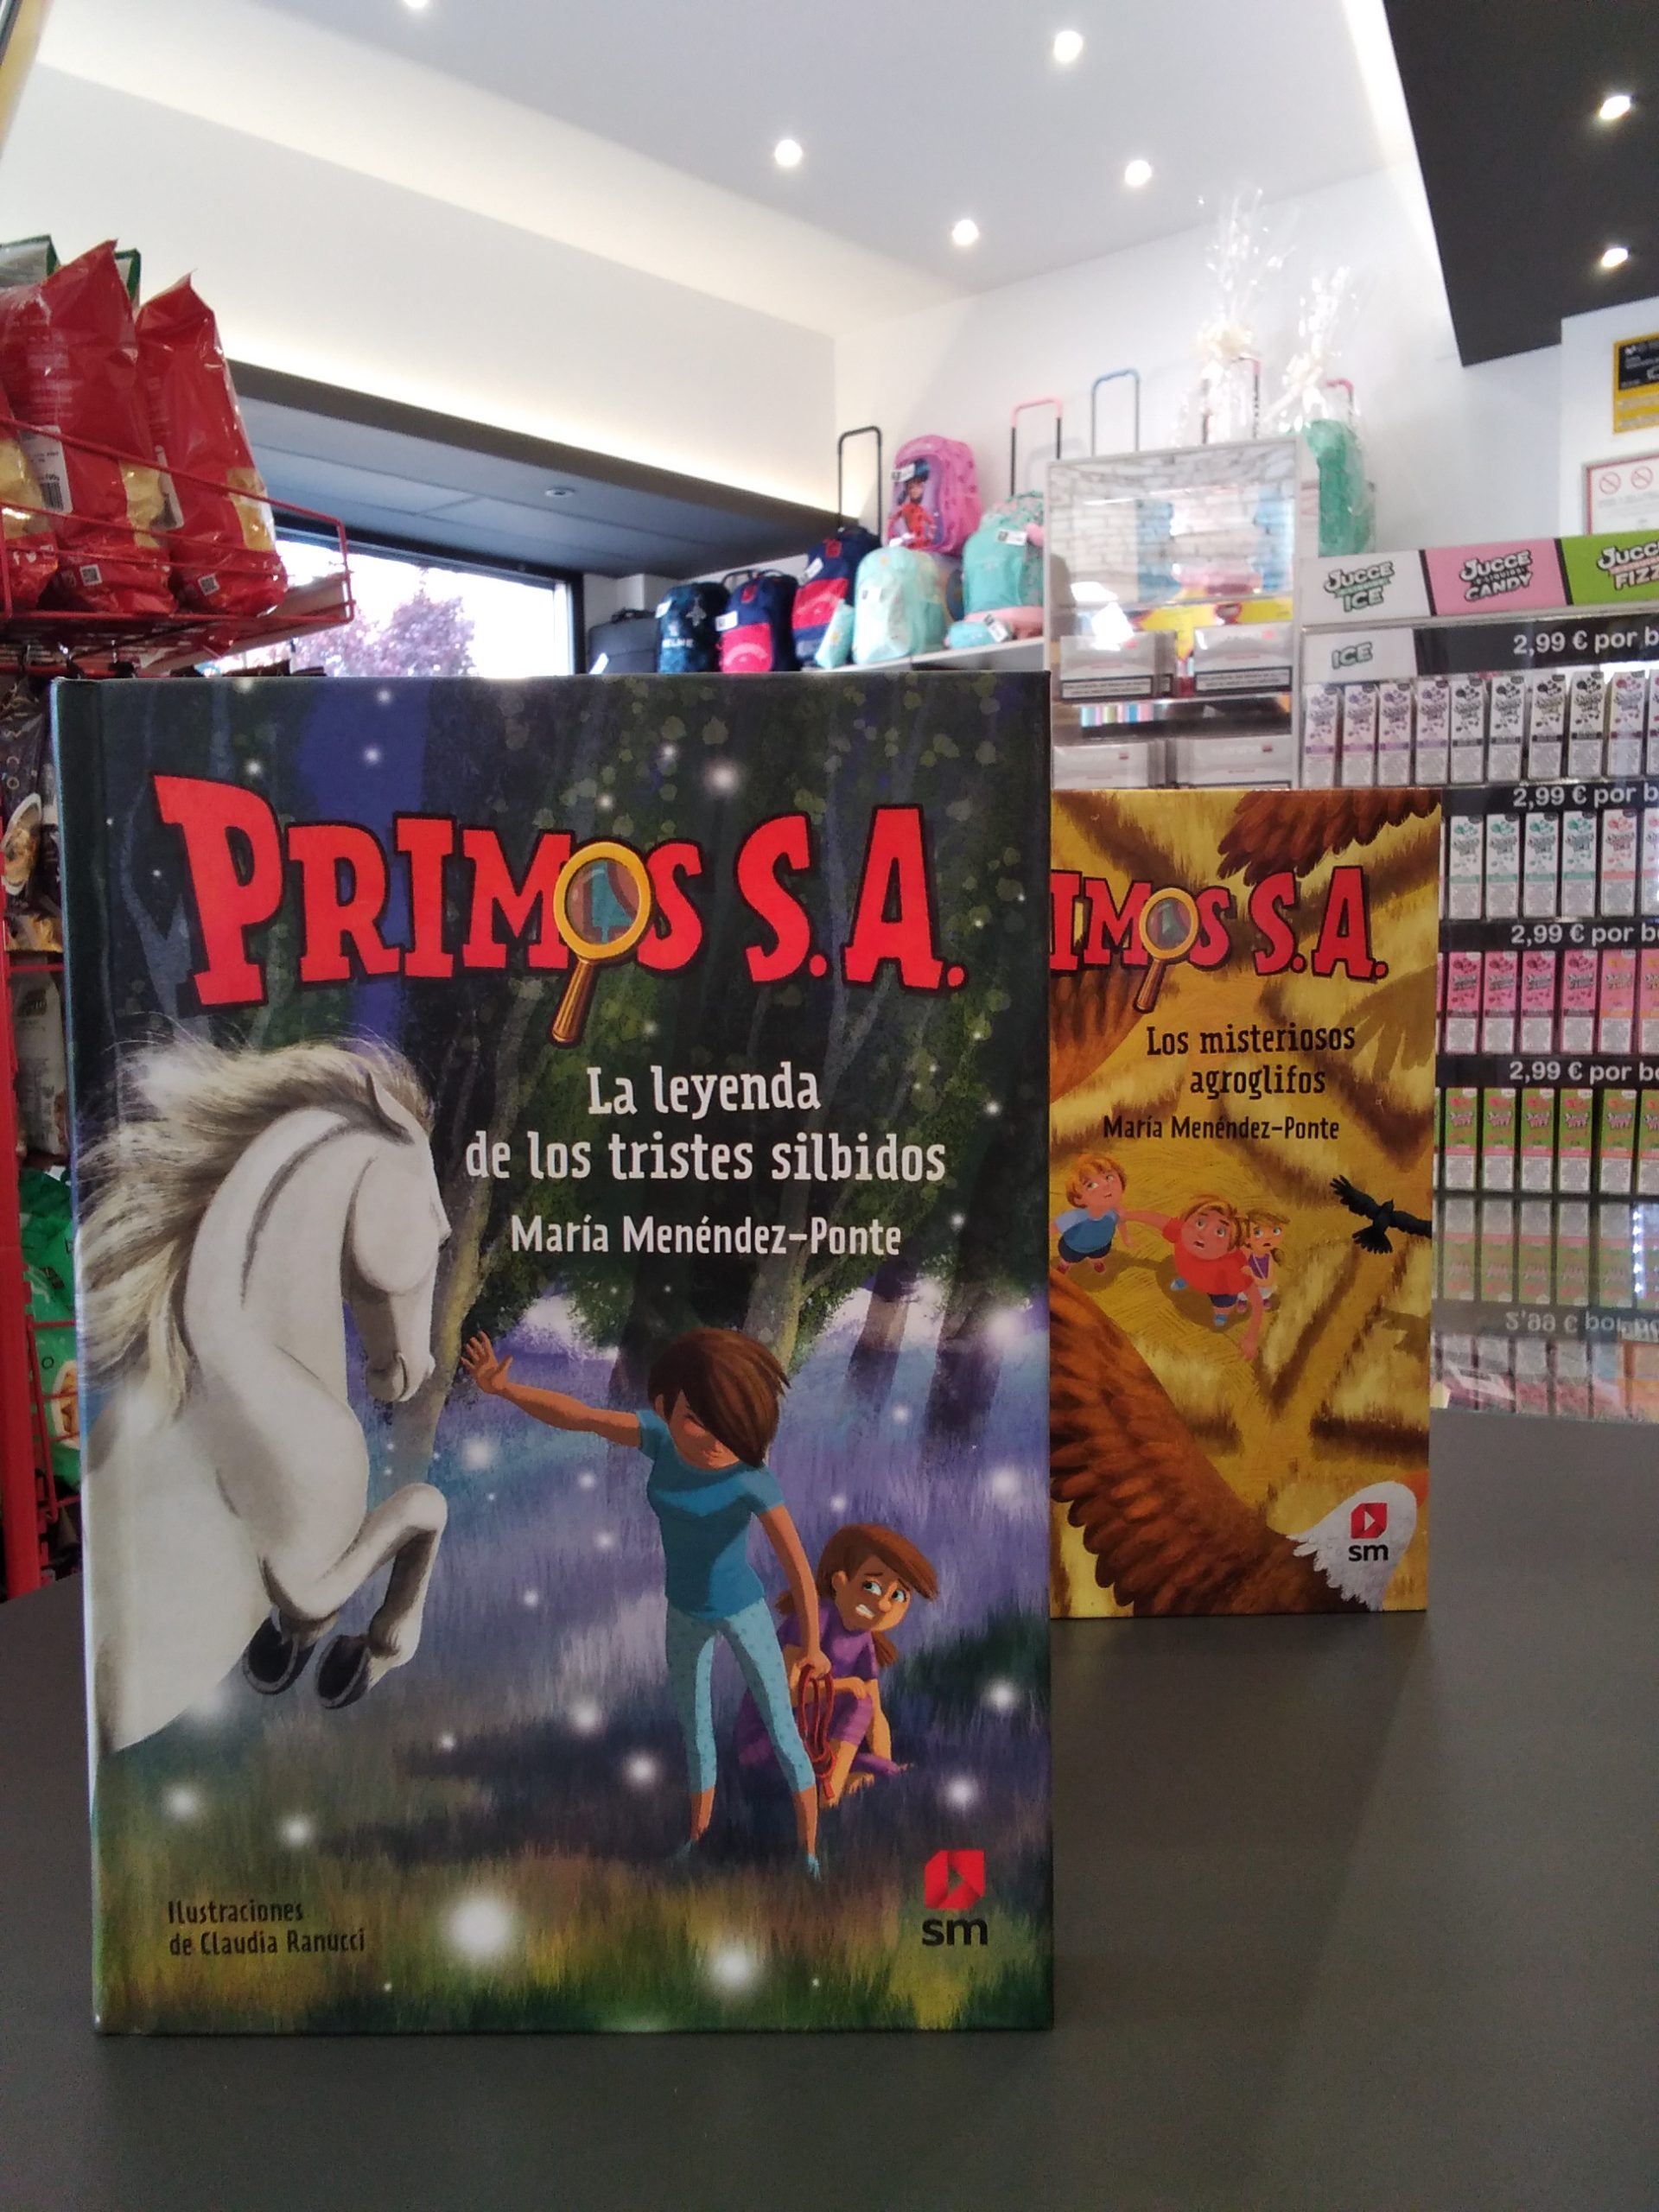 PRIMOS S.A.
La leyenda
de los tristes silbidos
María Menéndez-Ponte
Ilustraciones
de Claudia Ranucci
sm
IMOS S.A.
Los misteriosos
agroglifos
María Menéndez-Ponte
sm
JUCCE
ICE
JUCCE
LIQUIDS
CANDY
JUCC
FIZZ
ICE
2,99 € por b
2,99 € por b
2,99 € por b
2,99 € por b